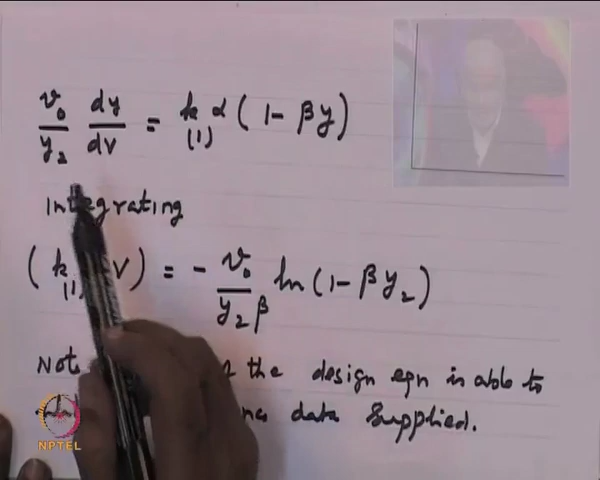 v₀/y₂ dy/dv = k(1) α (1 - βy)
Integrating
(k(1) V) = - v₀/(y₂β) ln (1 - βy₂)
the design eqn is able to
data supplied.
NPTEL